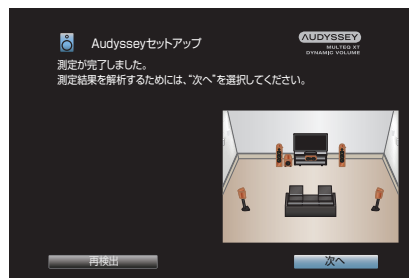 Audysseyセットアップ
AUDYSSEY
MULTEQ XT
DYNAMIC VOLUME
測定が完了しました。
測定結果を解析するためには、“次へ”を選択してください。
再検出
次へ